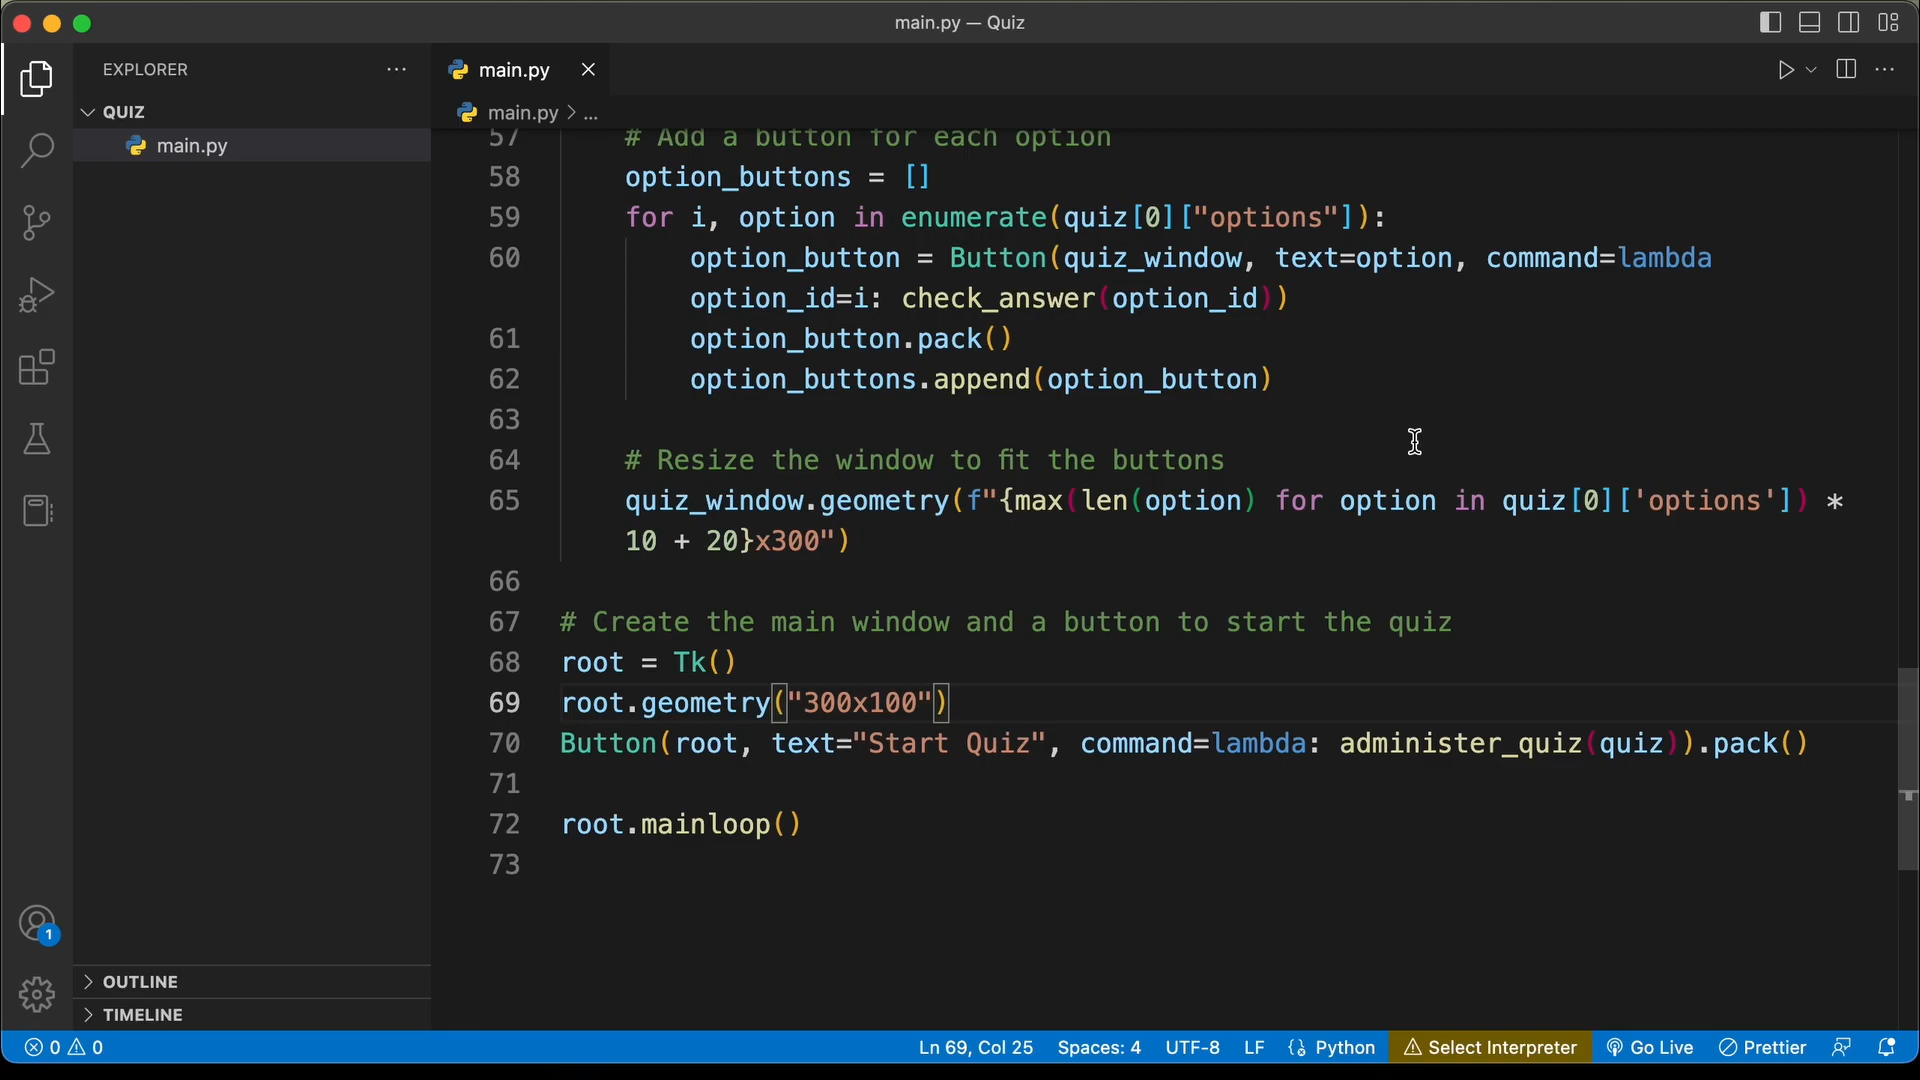 main.py — Quiz
EXPLORER
QUIZ
main.py
OUTLINE
TIMELINE
main.py
main.py > ...
57 # Add a button for each option
58 option_buttons = []
59 for i, option in enumerate(quiz[0]["options"]):
60 option_button = Button(quiz_window, text=option, command=lambda
option_id=i: check_answer(option_id))
61 option_button.pack()
62 option_buttons.append(option_button)
63
64 # Resize the window to fit the buttons
65 quiz_window.geometry(f"{max(len(option) for option in quiz[0]['options']) *
10 + 20}x300")
66
67 # Create the main window and a button to start the quiz
68 root = Tk()
69 root.geometry("300x100")
70 Button(root, text="Start Quiz", command=lambda: administer_quiz(quiz)).pack()
71
72 root.mainloop()
73
1
0 0 Ln 69, Col 25 Spaces: 4 UTF-8 LF Python Select Interpreter Go Live Prettier